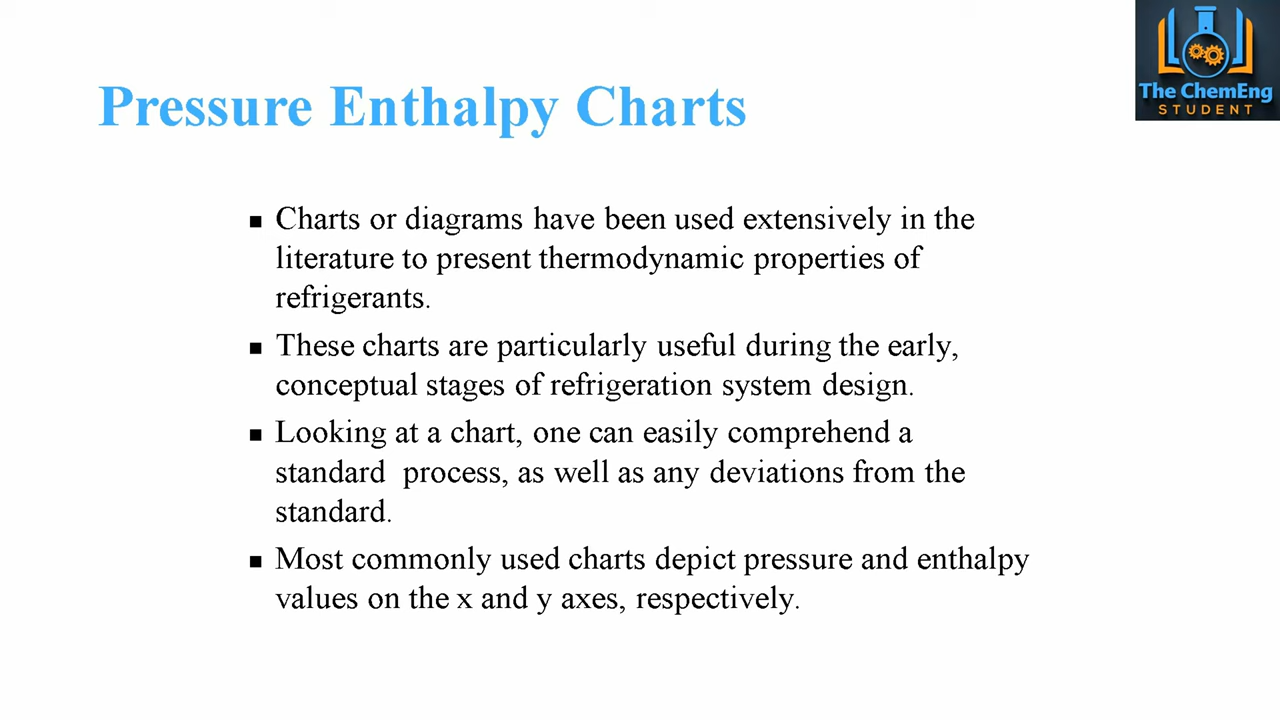 The ChemEng
STUDENT
Pressure Enthalpy Charts
▪ Charts or diagrams have been used extensively in the
literature to present thermodynamic properties of
refrigerants.
▪ These charts are particularly useful during the early,
conceptual stages of refrigeration system design.
▪ Looking at a chart, one can easily comprehend a
standard  process, as well as any deviations from the
standard.
▪ Most commonly used charts depict pressure and enthalpy
values on the x and y axes, respectively.